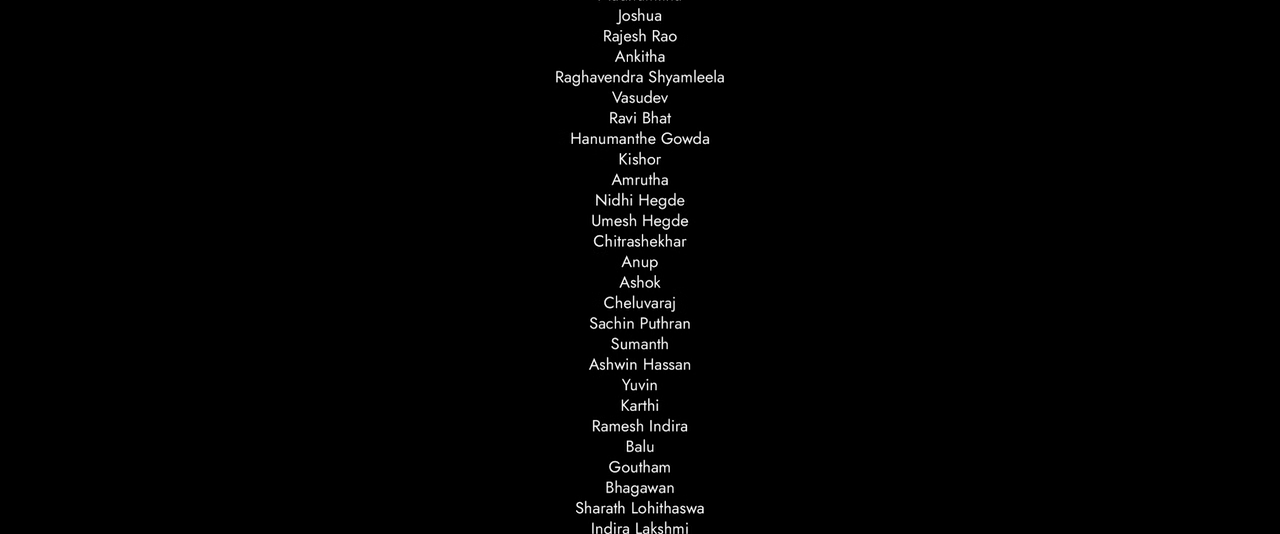 Joshua
Rajesh Rao
Ankitha
Raghavendra Shyamleela
Vasudev
Ravi Bhat
Hanumanthe Gowda
Kishor
Amrutha
Nidhi Hegde
Umesh Hegde
Chitrashekhar
Anup
Ashok
Cheluvaraj
Sachin Puthran
Sumanth
Ashwin Hassan
Yuvin
Karthi
Ramesh Indira
Balu
Goutham
Bhagawan
Sharath Lohithaswa
Indira Lakshmi